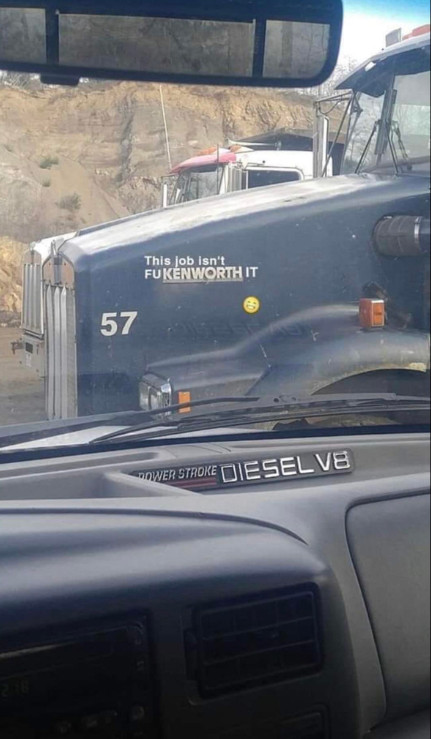 This job isn't
FUKENWORTH IT
57
POWER STROKE DIESEL V8